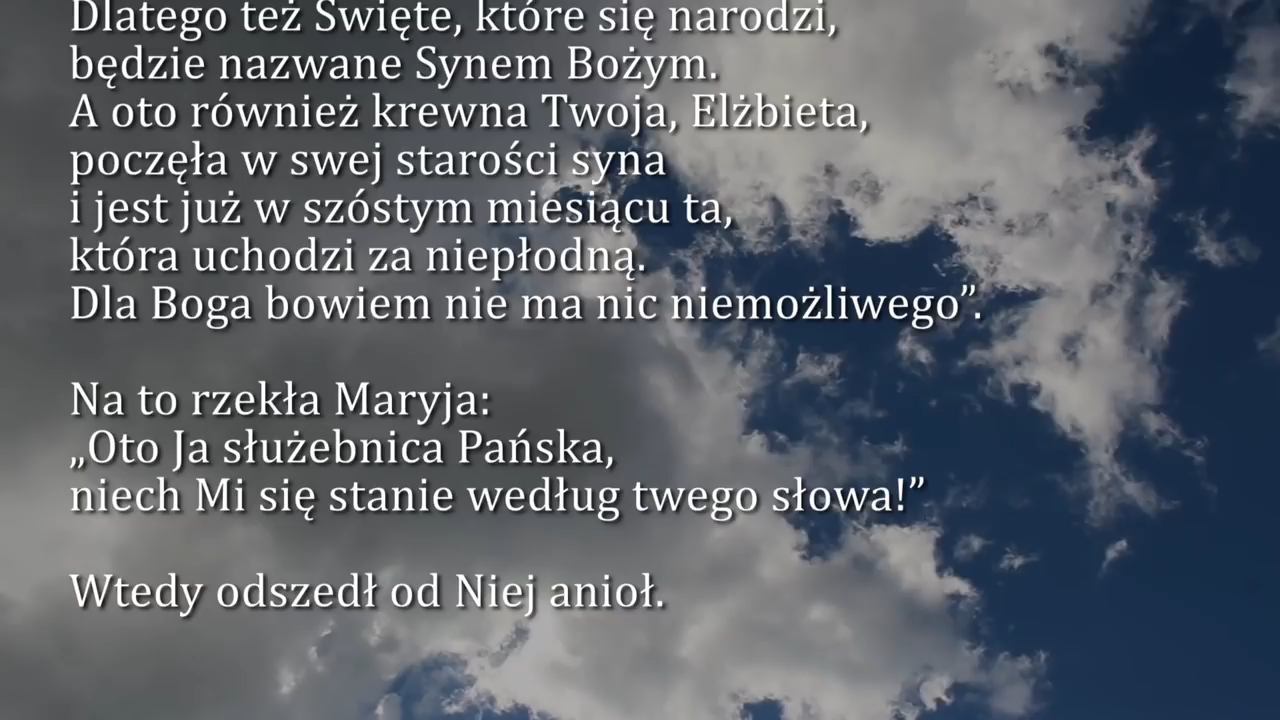 Dlatego też Święte, które się narodzi,
będzie nazwane Synem Bożym.
A oto również krewna Twoja, Elżbieta,
poczęła w swej starości syna
i jest już w szóstym miesiącu ta,
która uchodzi za niepłodną.
Dla Boga bowiem nie ma nic niemożliwego”.
Na to rzekła Maryja:
„Oto Ja służebnica Pańska,
niech Mi się stanie według twego słowa!”
Wtedy odszedł od Niej anioł.